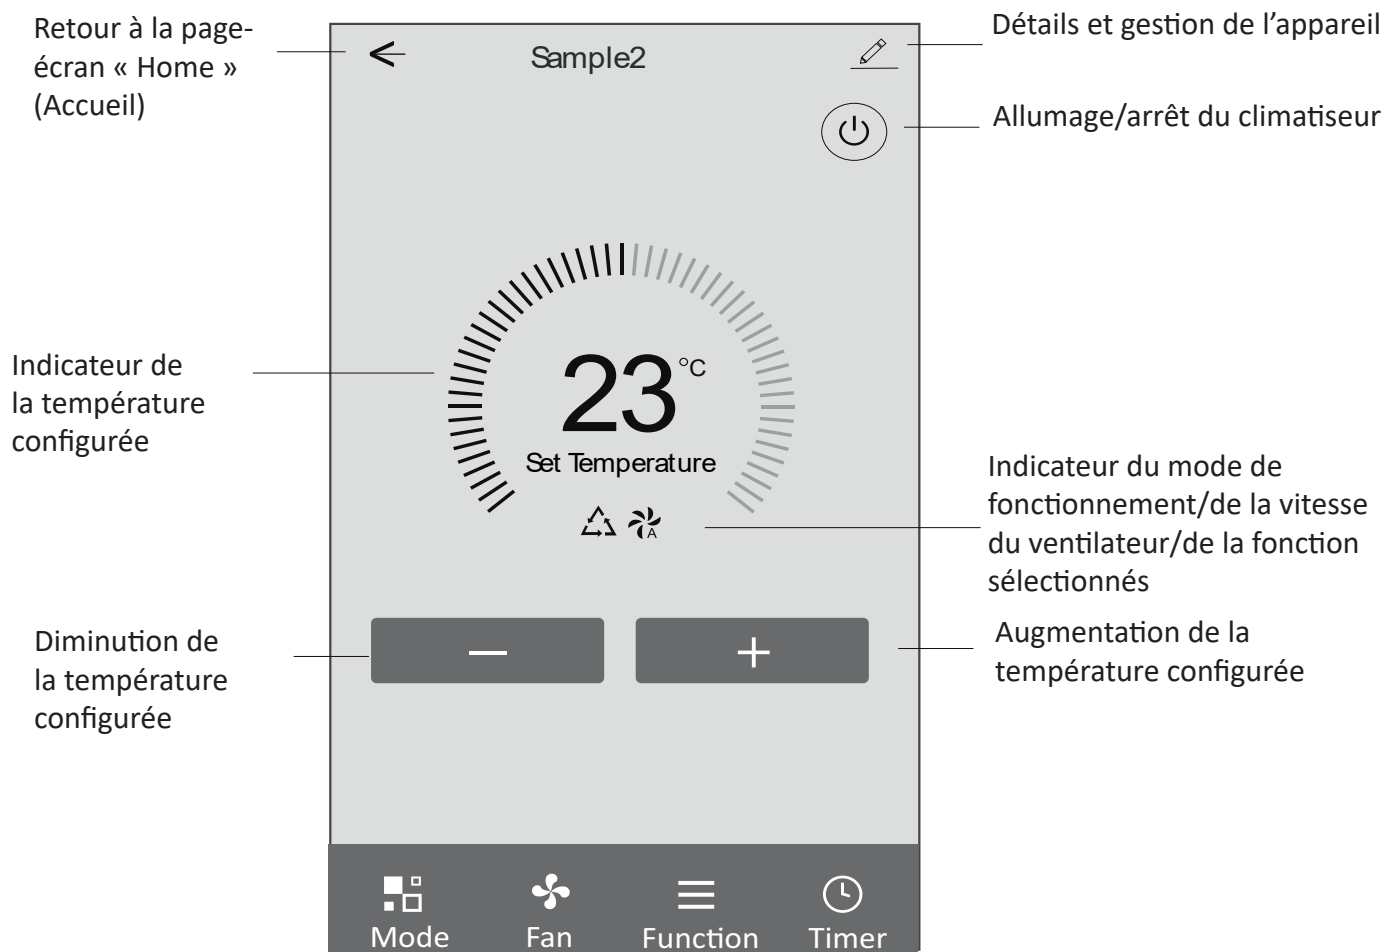 Retour à la page-
écran « Home »
(Accueil)
Sample2
Détails et gestion de l’appareil
Allumage/arrêt du climatiseur
Indicateur de
la température
configurée
23 °C
Set Temperature
A
Indicateur du mode de
fonctionnement/de la vitesse
du ventilateur/de la fonction
sélectionnés
Diminution de
la température
configurée
Augmentation de la
température configurée
Mode
Fan
Function
Timer